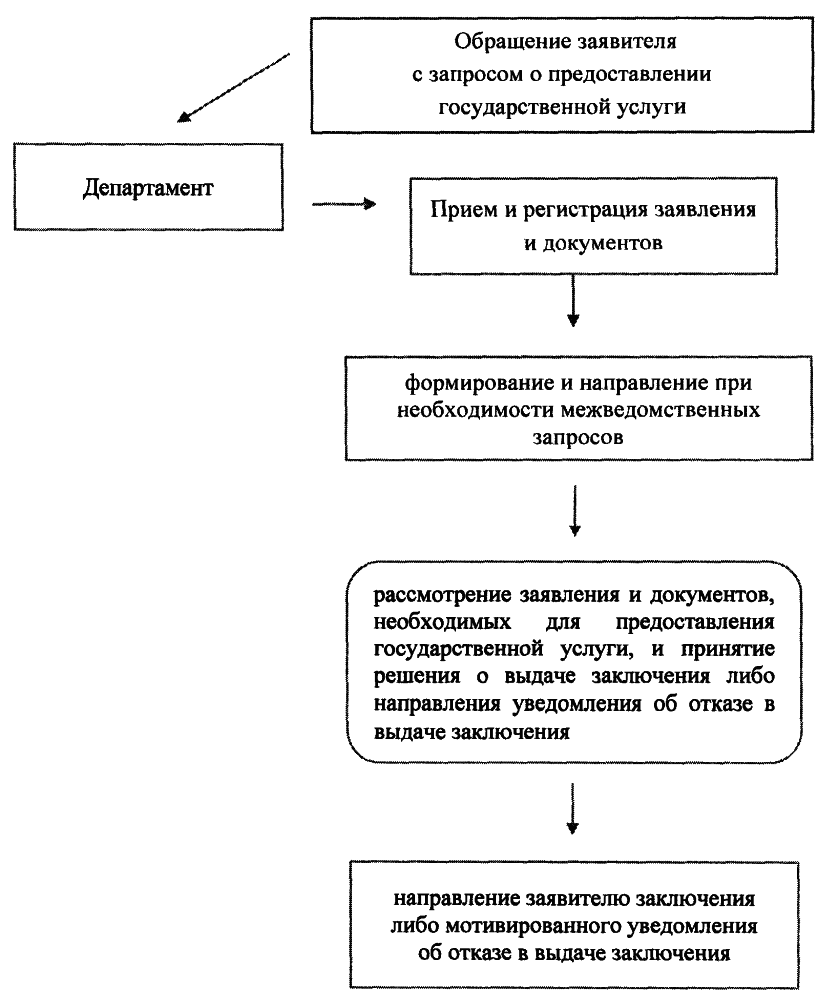 Обращение заявителя
с запросом о предоставлении
государственной услуги
Департамент
Прием и регистрация заявления
и документов
формирование и направление при
необходимости межведомственных
запросов
рассмотрение заявления и документов,
необходимых для предоставления
государственной услуги, и принятие
решения о выдаче заключения либо
направления уведомления об отказе в
выдаче заключения
направление заявителю заключения
либо мотивированного уведомления
об отказе в выдаче заключения